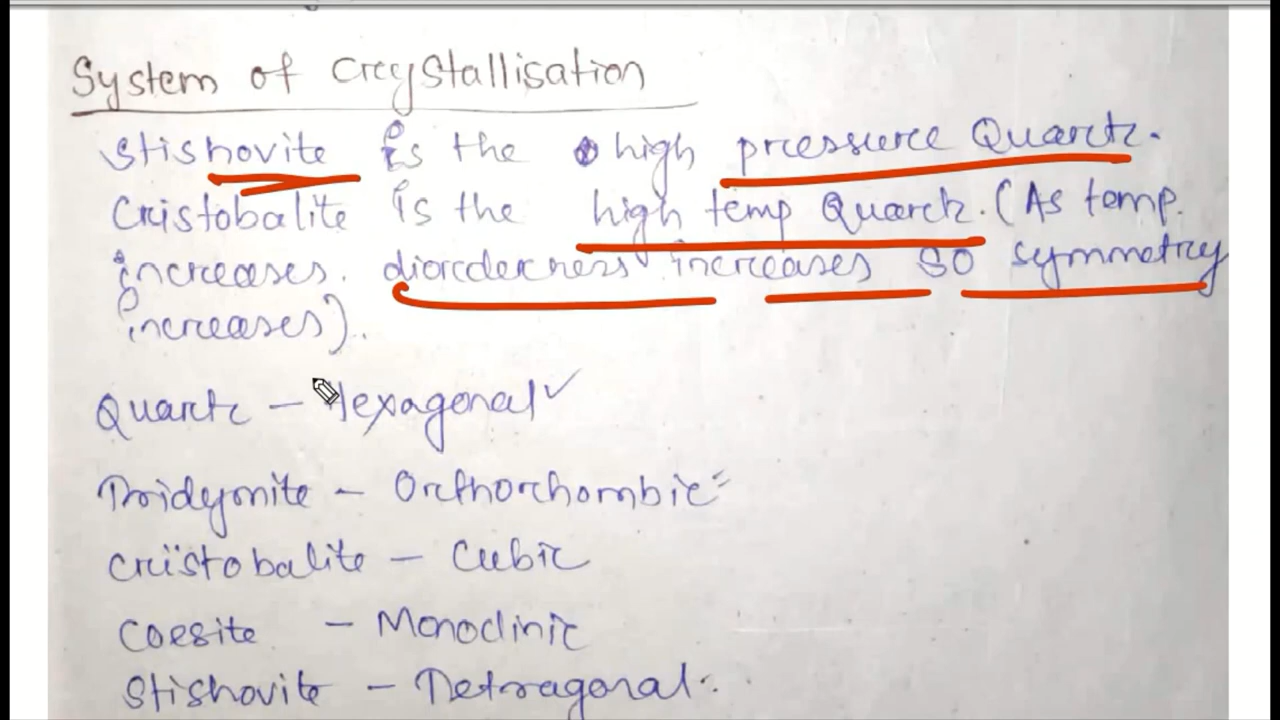 System of Crystallisation
Stishovite is the high pressure Quartz.
Cristobalite is the high temp Quartz. (As temp.
increases. diorderness increases so symmetry
increases).
Quartz - Hexagonal ✓
Tridymite - Orthorhombic
Cristobalite - Cubic
Coesite - Monoclinic
Stishovite - Tetragonal.